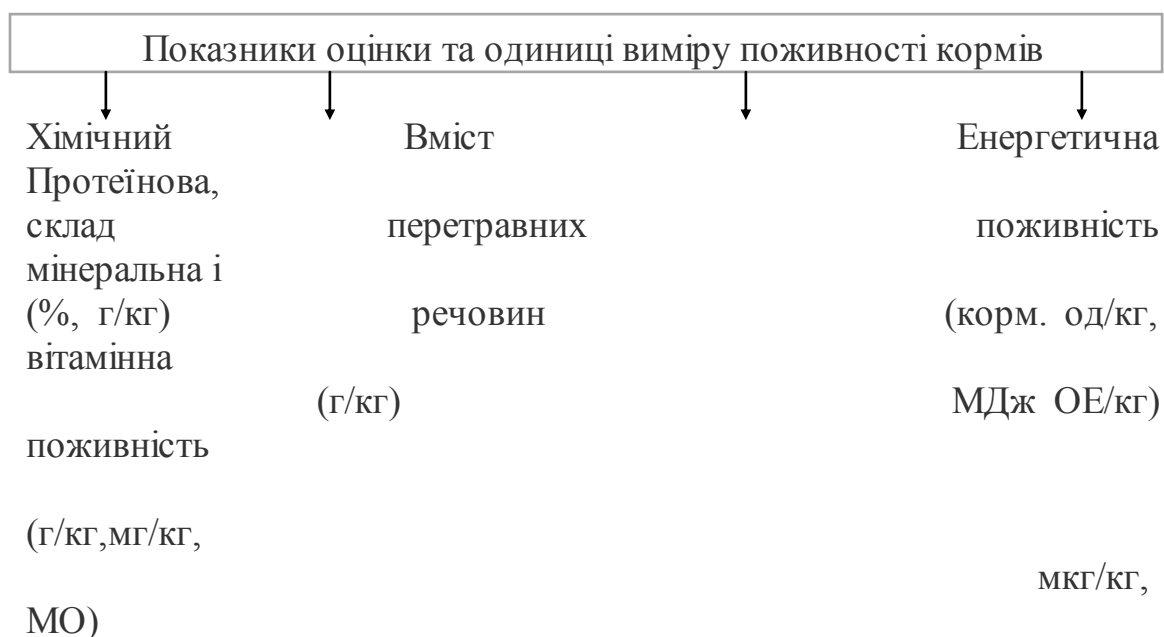 Показники оцінки та одиниці виміру поживності кормів
Хімічний Вміст Енергетична
Протеїнова,
склад перетравних поживність
мінеральна і
(%, г/кг) речовин (корм. од/кг,
вітамінна
(г/кг) МДж ОЕ/кг)
поживність
(г/кг,мг/кг,
мкг/кг,
МО)